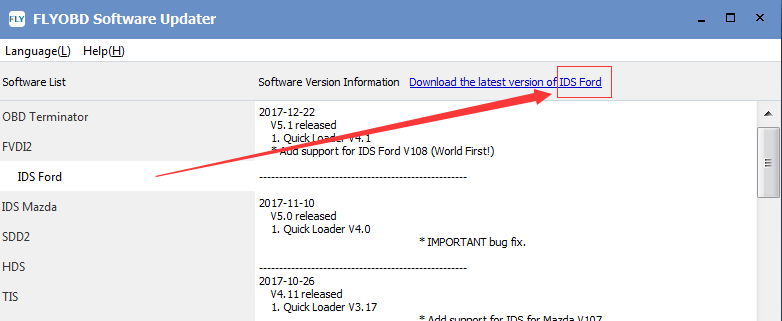 FLY FLYOBD Software Updater
Language(L) Help(H)
Software List
Software Version Information Download the latest version of IDS Ford
OBD Terminator
FVDI2
IDS Ford
IDS Mazda
SDD2
HDS
TIS
2017-12-22
V5.1 released
1. Quick Loader V4.1
* Add support for IDS Ford V108 (World First!)
----------------------------------------------------
2017-11-10
V5.0 released
1. Quick Loader V4.0
* IMPORTANT bug fix.
----------------------------------------------------
2017-10-26
V4.11 released
1. Quick Loader V3.17
* Add support for IDS for Mazda V107